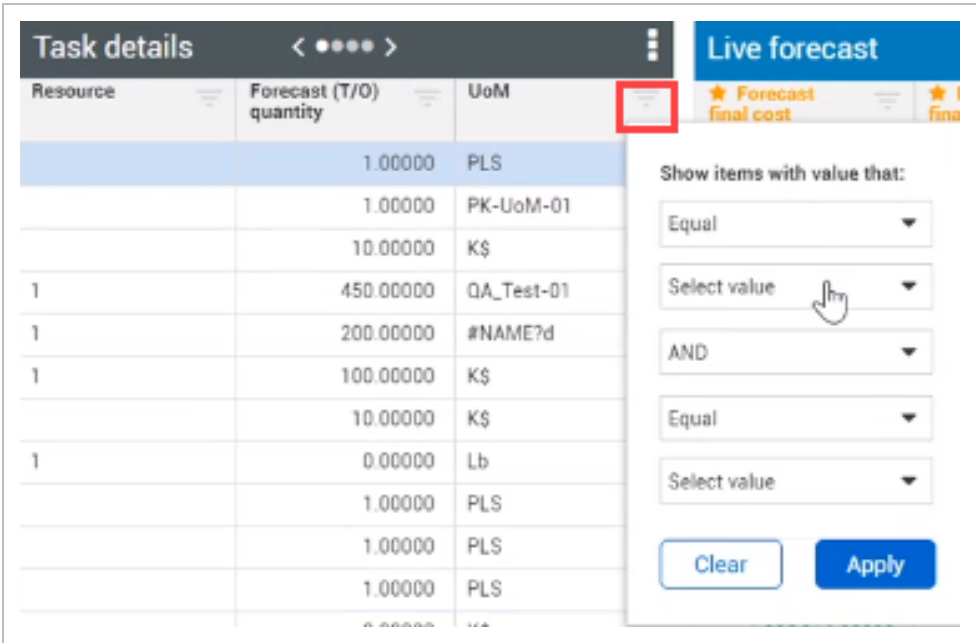 Task details
Live forecast
Resource
Forecast (T/O)
quantity
UoM
Forecast
final cost
1.00000 PLS
1.00000 PK-UoM-01
10.00000 K$
1 450.00000 QA_Test-01
1 200.00000 #NAME?d
1 100.00000 K$
10.00000 K$
1 0.00000 Lb
1.00000 PLS
1.00000 PLS
1.00000 PLS
Show items with value that:
Equal
Select value
AND
Equal
Select value
Clear
Apply